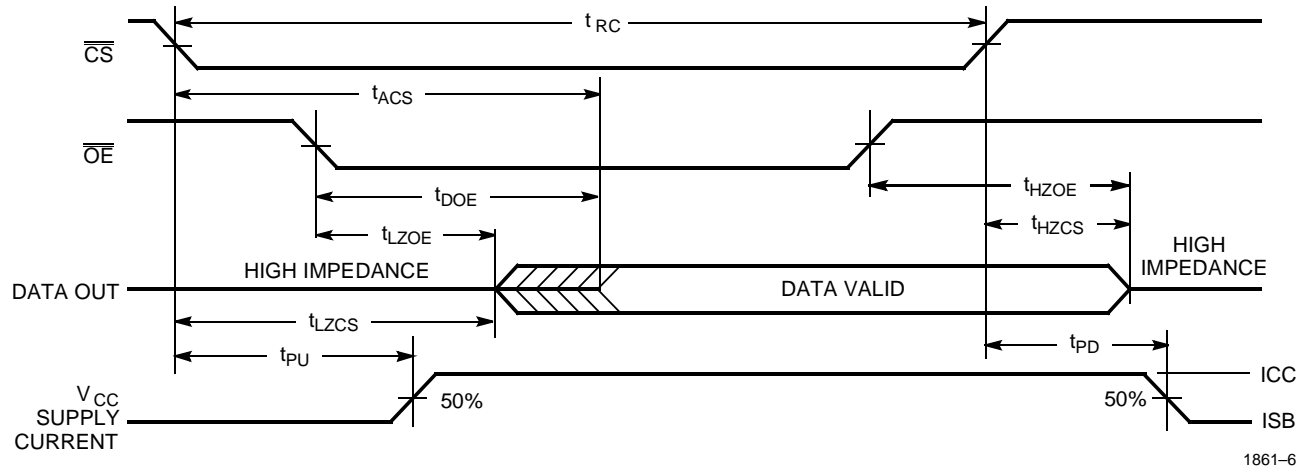 t RC
CS
tACS
OE
tDOE
tHZOE
tLZOE
tHZCS
HIGH IMPEDANCE
HIGH
IMPEDANCE
DATA OUT
DATA VALID
tLZCS
tPU
tPD
VCC
SUPPLY
CURRENT
50%
50%
ICC
ISB
1861–6